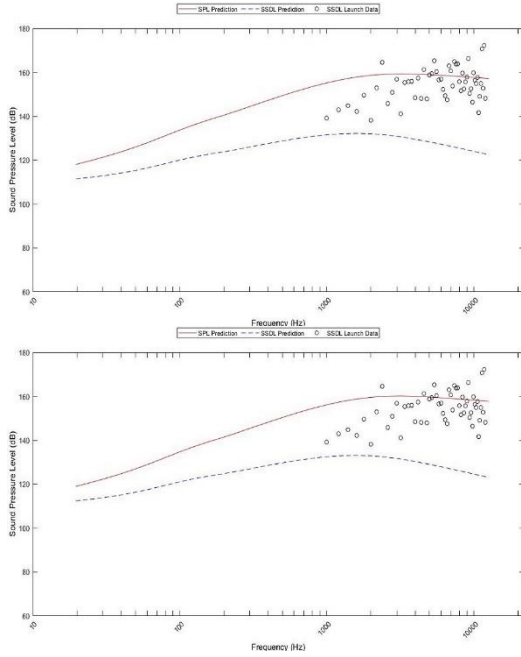 SPL Prediction SSDL Prediction SSDL Launch Data
180
160
140
120
100
80
60
Sound Pressure Level (dB)
10 100 1000 10000
Frequency (Hz)
SPL Prediction SSDL Prediction SSDL Launch Data
180
160
140
120
100
80
60
Sound Pressure Level (dB)
10 100 1000 10000
Frequency (Hz)